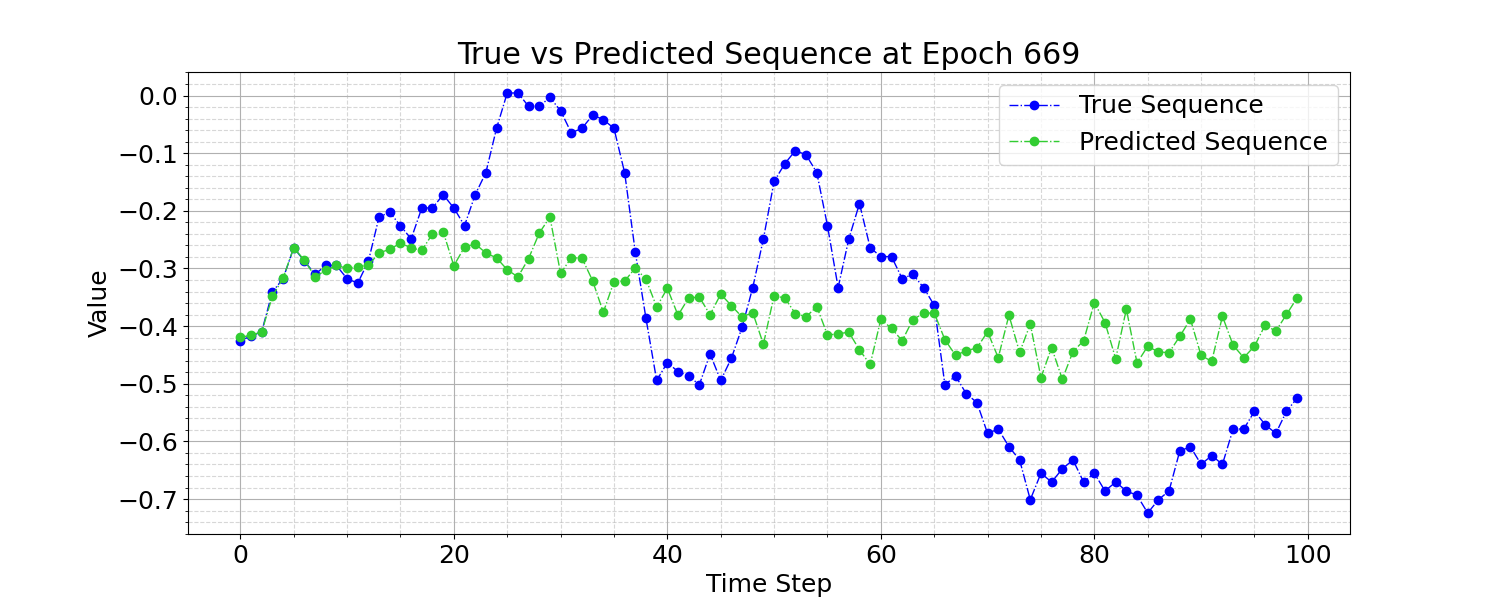 True vs Predicted Sequence at Epoch 669
True Sequence
Predicted Sequence
Value
0.0
−0.1
−0.2
−0.3
−0.4
−0.5
−0.6
−0.7
0 20 40 60 80 100
Time Step